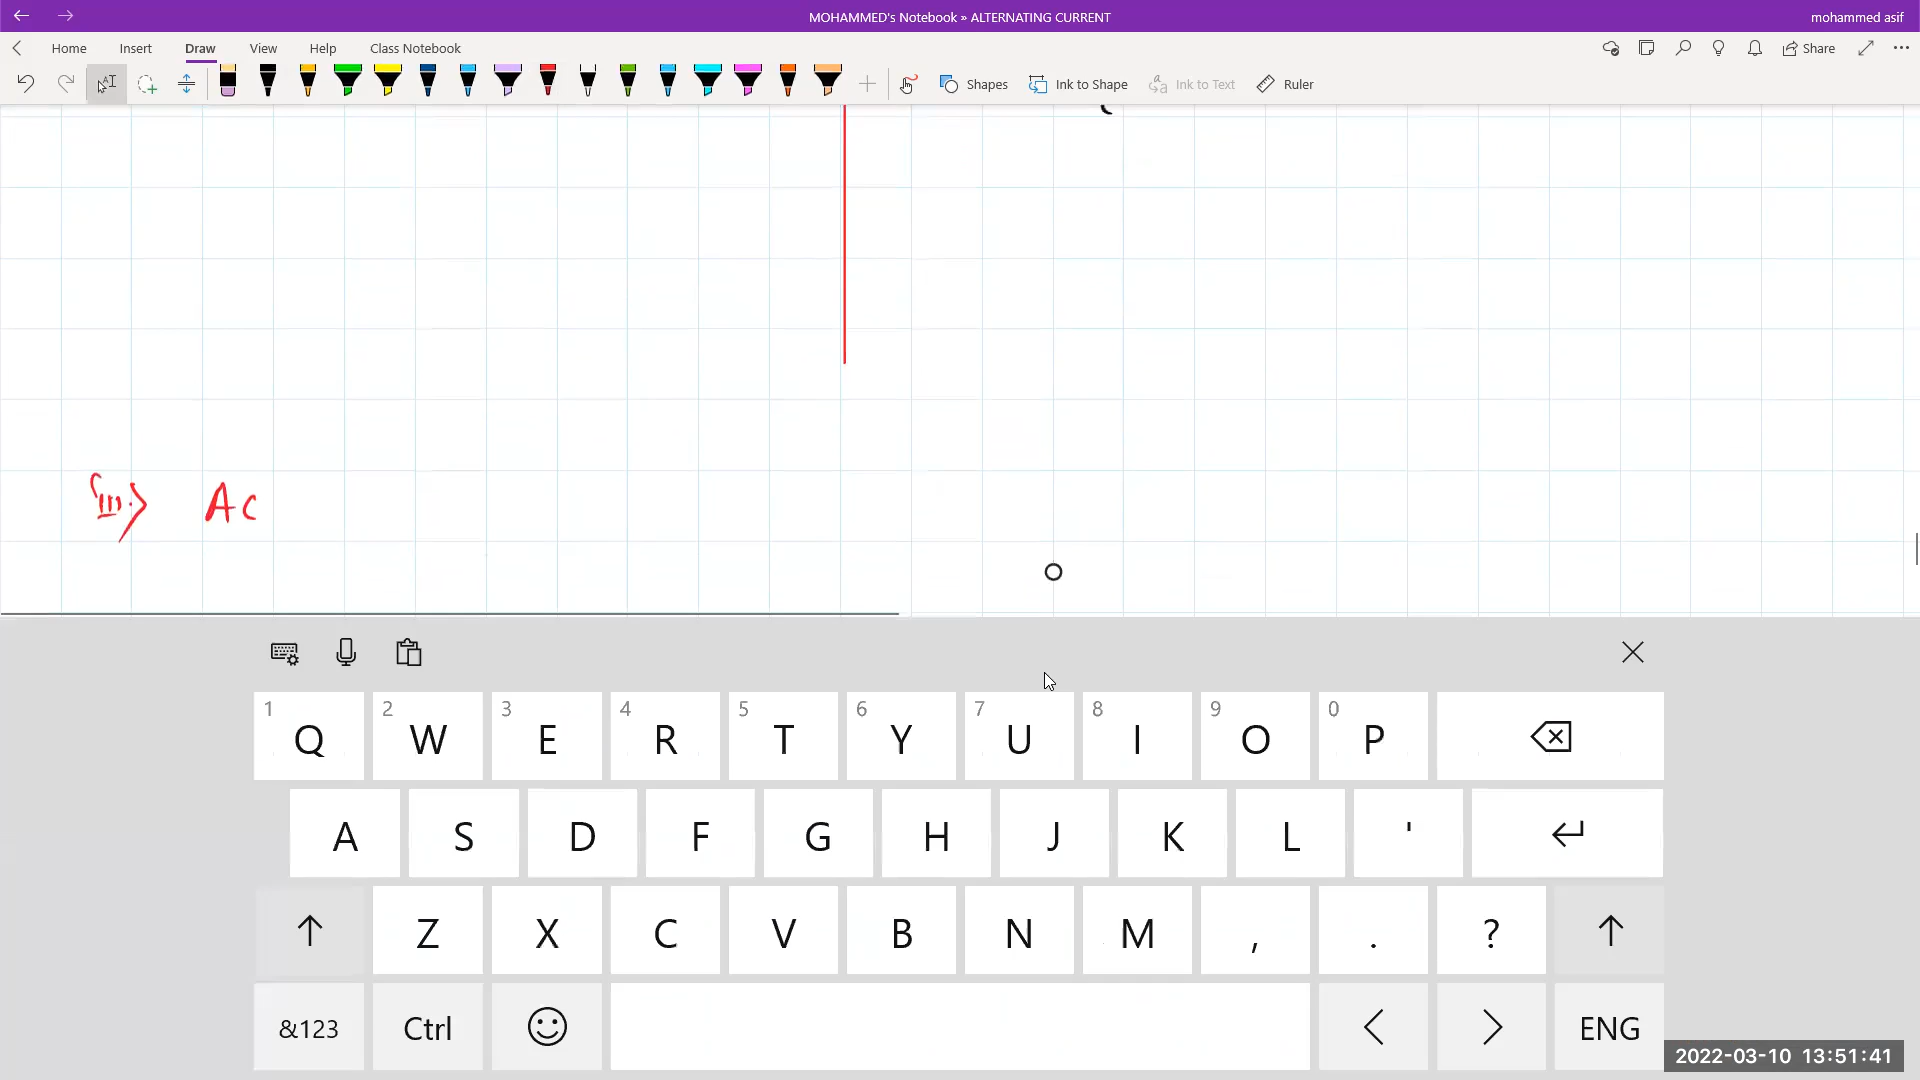 MOHAMMED's Notebook » ALTERNATING CURRENT
mohammed asif
Home Insert Draw View Help Class Notebook
Share
Shapes Ink to Shape Ink to Text Ruler
(iii) AC
1 Q 2 W 3 E 4 R 5 T 6 Y 7 U 8 I 9 O 0 P
A S D F G H J K L '
Z X C V B N M , . ?
&123 Ctrl ENG
2022-03-10 13:51:41